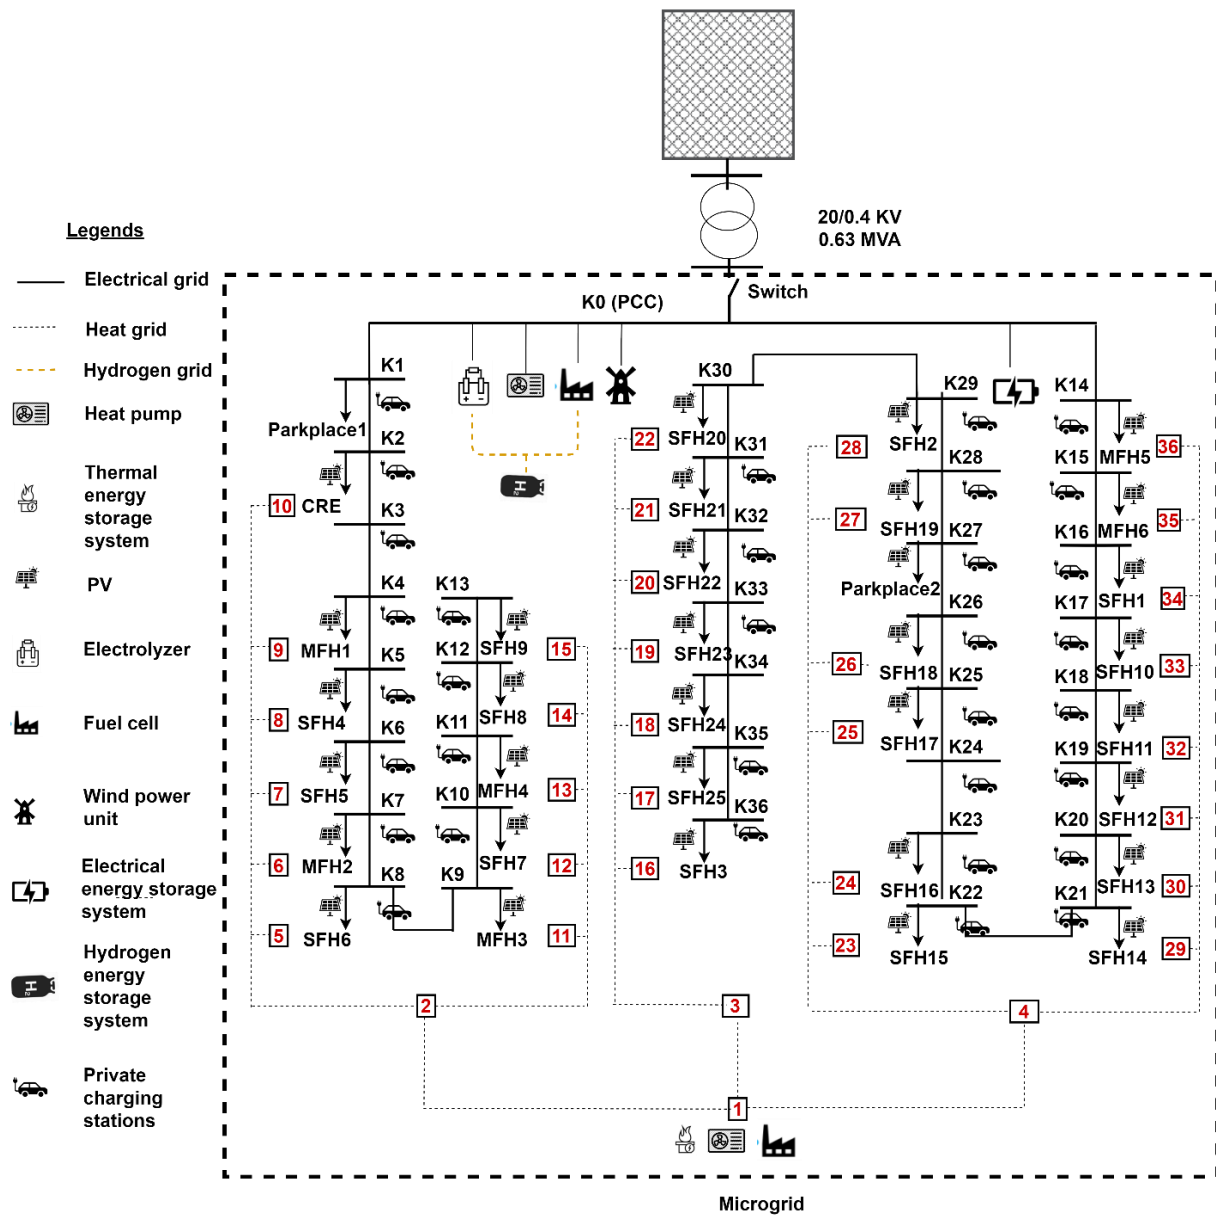 20/0.4 KV
0.63 MVA
Legends
Electrical grid
Heat grid
Hydrogen grid
Heat pump
Thermal
energy
storage
system
PV
Electrolyzer
Fuel cell
Wind power
unit
Electrical
energy storage
system
Hydrogen
energy
storage
system
Private
charging
stations
Switch
K0 (PCC)
K1
Parkplace1
K2
10 CRE
K3
K4
9 MFH1
K5
8 SFH4
K6
7 SFH5
K7
6 MFH2
K8
5 SFH6
K13
SFH9 15
K12
SFH8 14
K11
MFH4 13
K10
SFH7 12
K9
MFH3 11
+ -
H2
K30
22 SFH20
K31
21 SFH21
K32
20 SFH22
K33
19 SFH23
K34
18 SFH24
K35
17 SFH25
K36
16 SFH3
K29
28 SFH2
K28
27 SFH19
K27
Parkplace2
K26
26 SFH18
K25
25 SFH17
K24
K23
24 SFH16
K22
23 SFH15
K14
MFH5 36
K15
MFH6 35
K16
SFH1 34
K17
SFH10 33
K18
SFH11 32
K19
SFH12 31
K20
SFH13 30
K21
SFH14 29
2
3
4
1
Microgrid